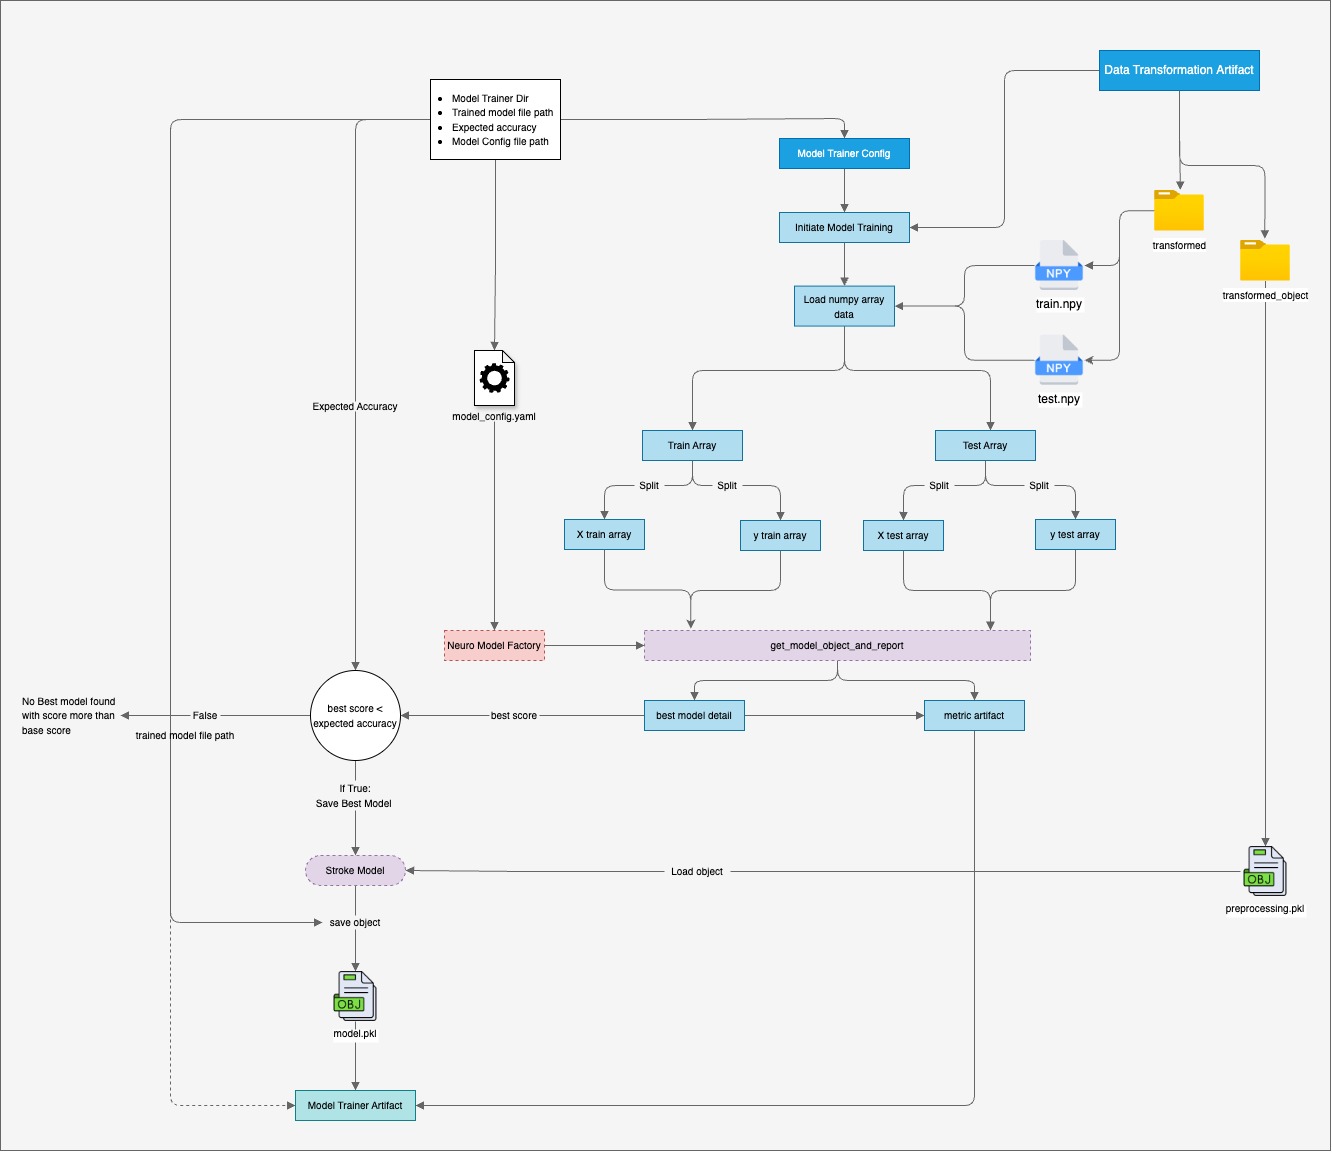 Data Transformation Artifact
Model Trainer Dir
Trained model file path
Expected accuracy
Model Config file path
Model Trainer Config
Initiate Model Training
transformed
NPY
train.npy
transformed_object
Load numpy array
data
NPY
test.npy
Expected Accuracy
model_config.yaml
Train Array
Test Array
Split
Split
Split
Split
X train array
y train array
X test array
y test array
Neuro Model Factory
get_model_object_and_report
No Best model found
with score more than
base score
False
trained model file path
best score <
expected accuracy
best score
best model detail
metric artifact
If True:
Save Best Model
Stroke Model
Load object
OBJ
preprocessing.pkl
save object
OBJ
model.pkl
Model Trainer Artifact